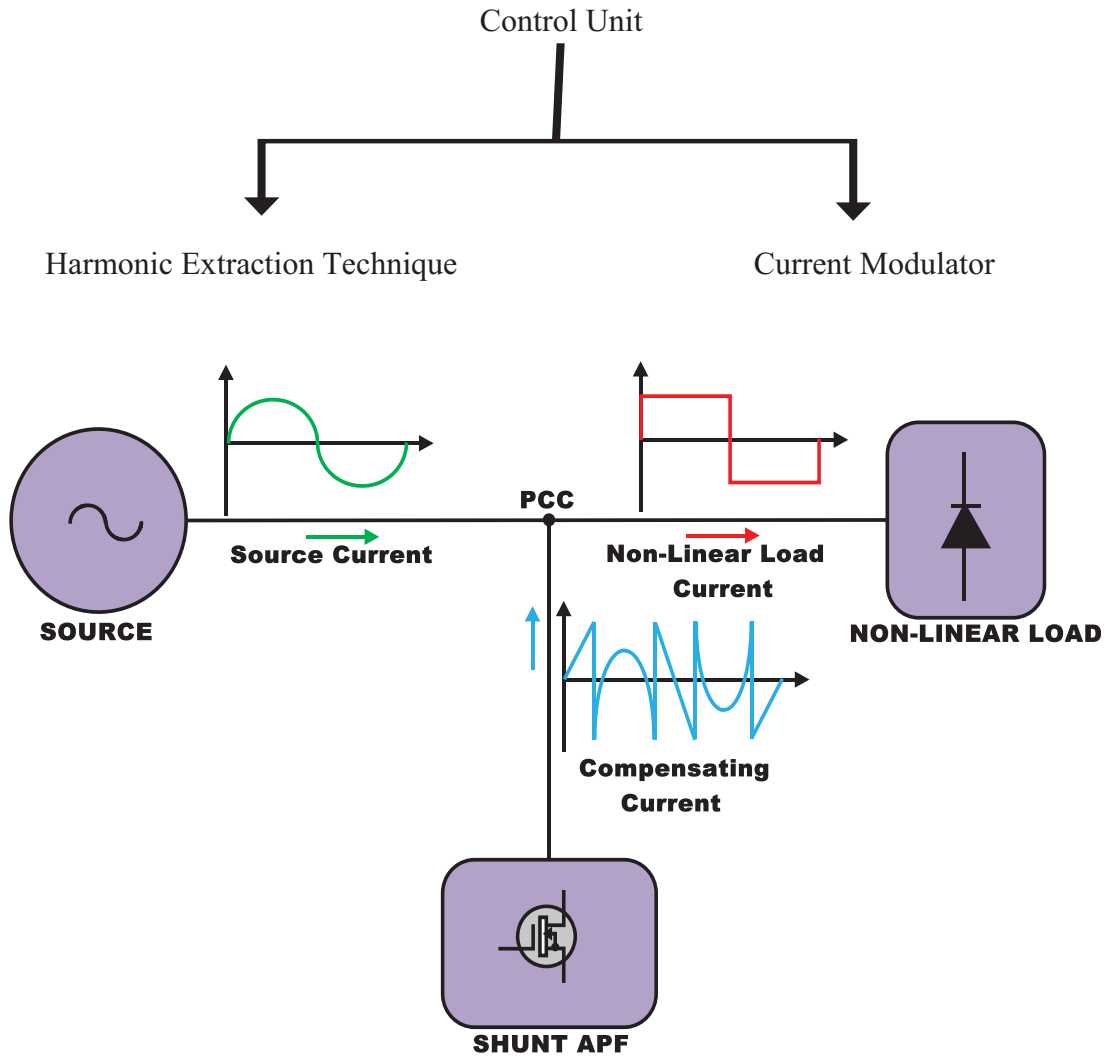 Control Unit
Harmonic Extraction Technique
Current Modulator
PCC
Source Current
Non-Linear Load
Current
SOURCE
NON-LINEAR LOAD
Compensating
Current
SHUNT APF